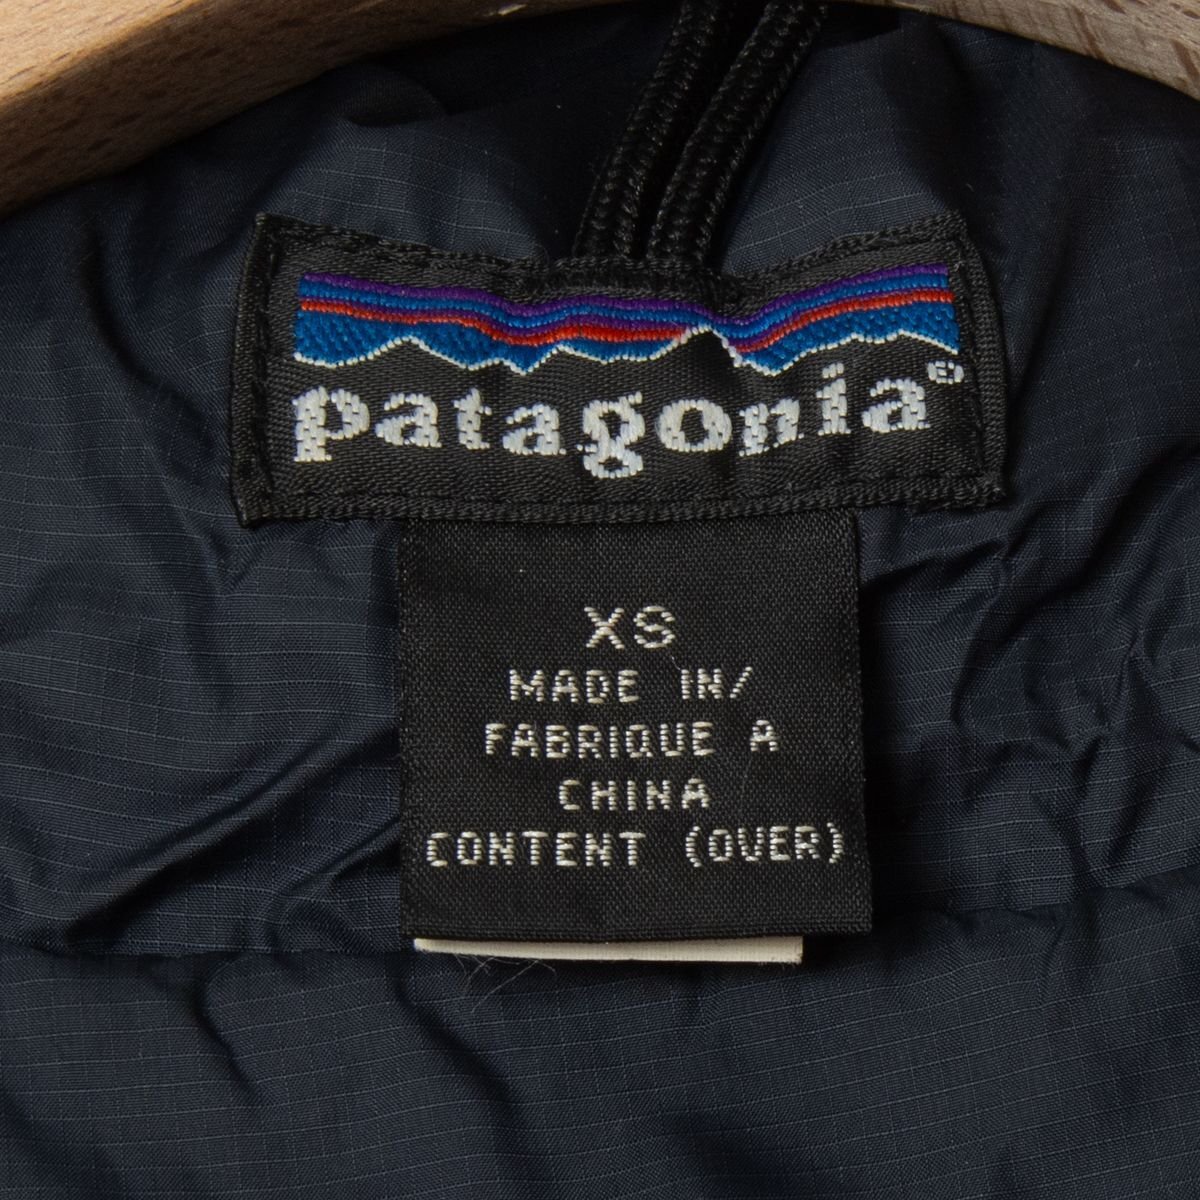 patagonia®
XS
MADE IN/
FABRIQUE A
CHINA
CONTENT (OVER)